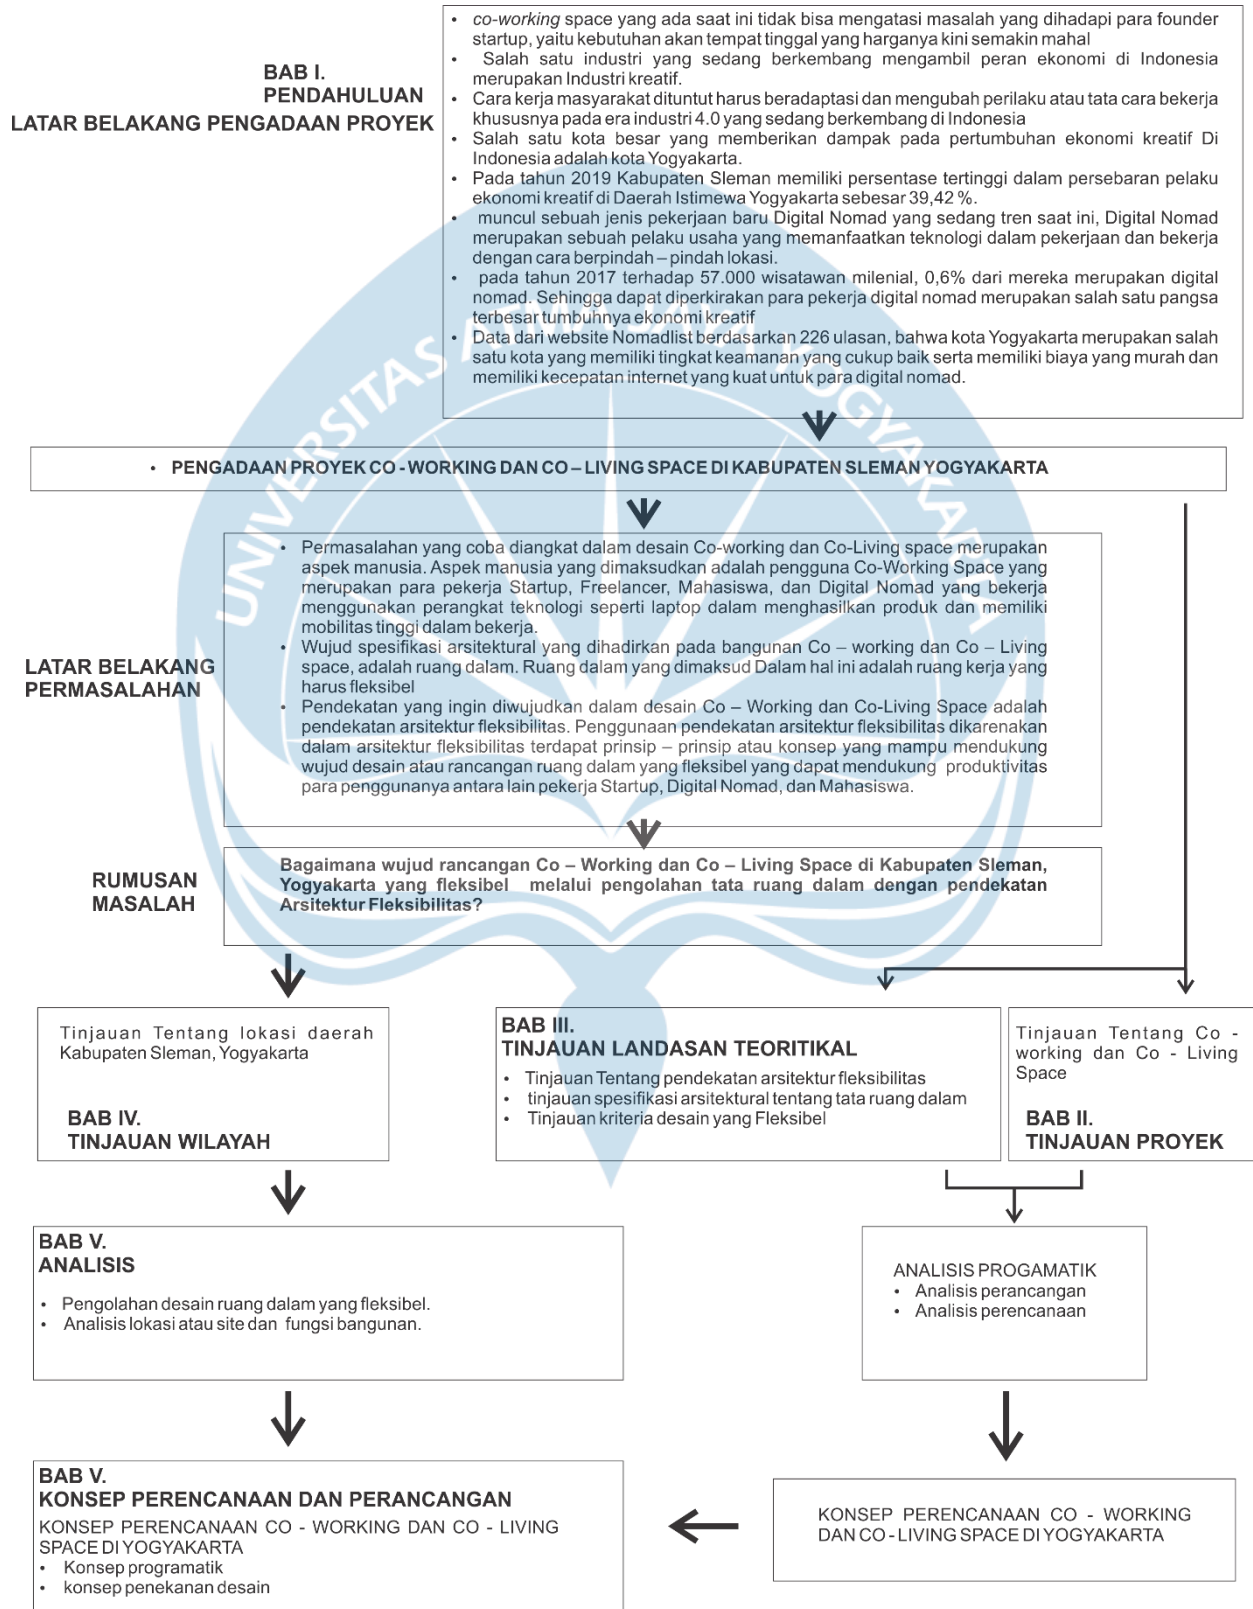 BAB I.
PENDAHULUAN
LATAR BELAKANG PENGADAAN PROYEK
• co-working space yang ada saat ini tidak bisa mengatasi masalah yang dihadapi para founder
startup, yaitu kebutuhan akan tempat tinggal yang harganya kini semakin mahal
• Salah satu industri yang sedang berkembang mengambil peran ekonomi di Indonesia
merupakan Industri kreatif.
• Cara kerja masyarakat dituntut harus beradaptasi dan mengubah perilaku atau tata cara bekerja
khususnya pada era industri 4.0 yang sedang berkembang di Indonesia
• Salah satu kota besar yang memberikan dampak pada pertumbuhan ekonomi kreatif Di
Indonesia adalah kota Yogyakarta.
• Pada tahun 2019 Kabupaten Sleman memiliki persentase tertinggi dalam persebaran pelaku
ekonomi kreatif di Daerah Istimewa Yogyakarta sebesar 39,42 %.
• muncul sebuah jenis pekerjaan baru Digital Nomad yang sedang tren saat ini, Digital Nomad
merupakan sebuah pelaku usaha yang memanfaatkan teknologi dalam pekerjaan dan bekerja
dengan cara berpindah – pindah lokasi.
• pada tahun 2017 terhadap 57.000 wisatawan milenial, 0,6% dari mereka merupakan digital
nomad. Sehingga dapat diperkirakan para pekerja digital nomad merupakan salah satu pangsa
terbesar tumbuhnya ekonomi kreatif
• Data dari website Nomadlist berdasarkan 226 ulasan, bahwa kota Yogyakarta merupakan salah
satu kota yang memiliki tingkat keamanan yang cukup baik serta memiliki biaya yang murah dan
memiliki kecepatan internet yang kuat untuk para digital nomad.
UNIVERSITAS ATMA JAYA YOGYAKARTA
• PENGADAAN PROYEK CO - WORKING DAN CO – LIVING SPACE DI KABUPATEN SLEMAN YOGYAKARTA
LATAR BELAKANG
PERMASALAHAN
• Permasalahan yang coba diangkat dalam desain Co-working dan Co-Living space merupakan
aspek manusia. Aspek manusia yang dimaksudkan adalah pengguna Co-Working Space yang
merupakan para pekerja Startup, Freelancer, Mahasiswa, dan Digital Nomad yang bekerja
menggunakan perangkat teknologi seperti laptop dalam menghasilkan produk dan memiliki
mobilitas tinggi dalam bekerja.
• Wujud spesifikasi arsitektural yang dihadirkan pada bangunan Co – working dan Co – Living
space, adalah ruang dalam. Ruang dalam yang dimaksud Dalam hal ini adalah ruang kerja yang
harus fleksibel
• Pendekatan yang ingin diwujudkan dalam desain Co – Working dan Co-Living Space adalah
pendekatan arsitektur fleksibilitas. Penggunaan pendekatan arsitektur fleksibilitas dikarenakan
dalam arsitektur fleksibilitas terdapat prinsip – prinsip atau konsep yang mampu mendukung
wujud desain atau rancangan ruang dalam yang fleksibel yang dapat mendukung produktivitas
para penggunanya antara lain pekerja Startup, Digital Nomad, dan Mahasiswa.
RUMUSAN
MASALAH
Bagaimana wujud rancangan Co – Working dan Co – Living Space di Kabupaten Sleman,
Yogyakarta yang fleksibel melalui pengolahan tata ruang dalam dengan pendekatan
Arsitektur Fleksibilitas?
Tinjauan Tentang lokasi daerah
Kabupaten Sleman, Yogyakarta
BAB IV.
TINJAUAN WILAYAH
BAB III.
TINJAUAN LANDASAN TEORITIKAL
• Tinjauan Tentang pendekatan arsitektur fleksibilitas
• tinjauan spesifikasi arsitektural tentang tata ruang dalam
• Tinjauan kriteria desain yang Fleksibel
Tinjauan Tentang Co -
working dan Co - Living
Space
BAB II.
TINJAUAN PROYEK
BAB V.
ANALISIS
• Pengolahan desain ruang dalam yang fleksibel.
• Analisis lokasi atau site dan fungsi bangunan.
ANALISIS PROGAMATIK
• Analisis perancangan
• Analisis perencanaan
BAB V.
KONSEP PERENCANAAN DAN PERANCANGAN
KONSEP PERENCANAAN CO - WORKING DAN CO - LIVING
SPACE DI YOGYAKARTA
• Konsep programatik
• konsep penekanan desain
KONSEP PERENCANAAN CO - WORKING
DAN CO - LIVING SPACE DI YOGYAKARTA